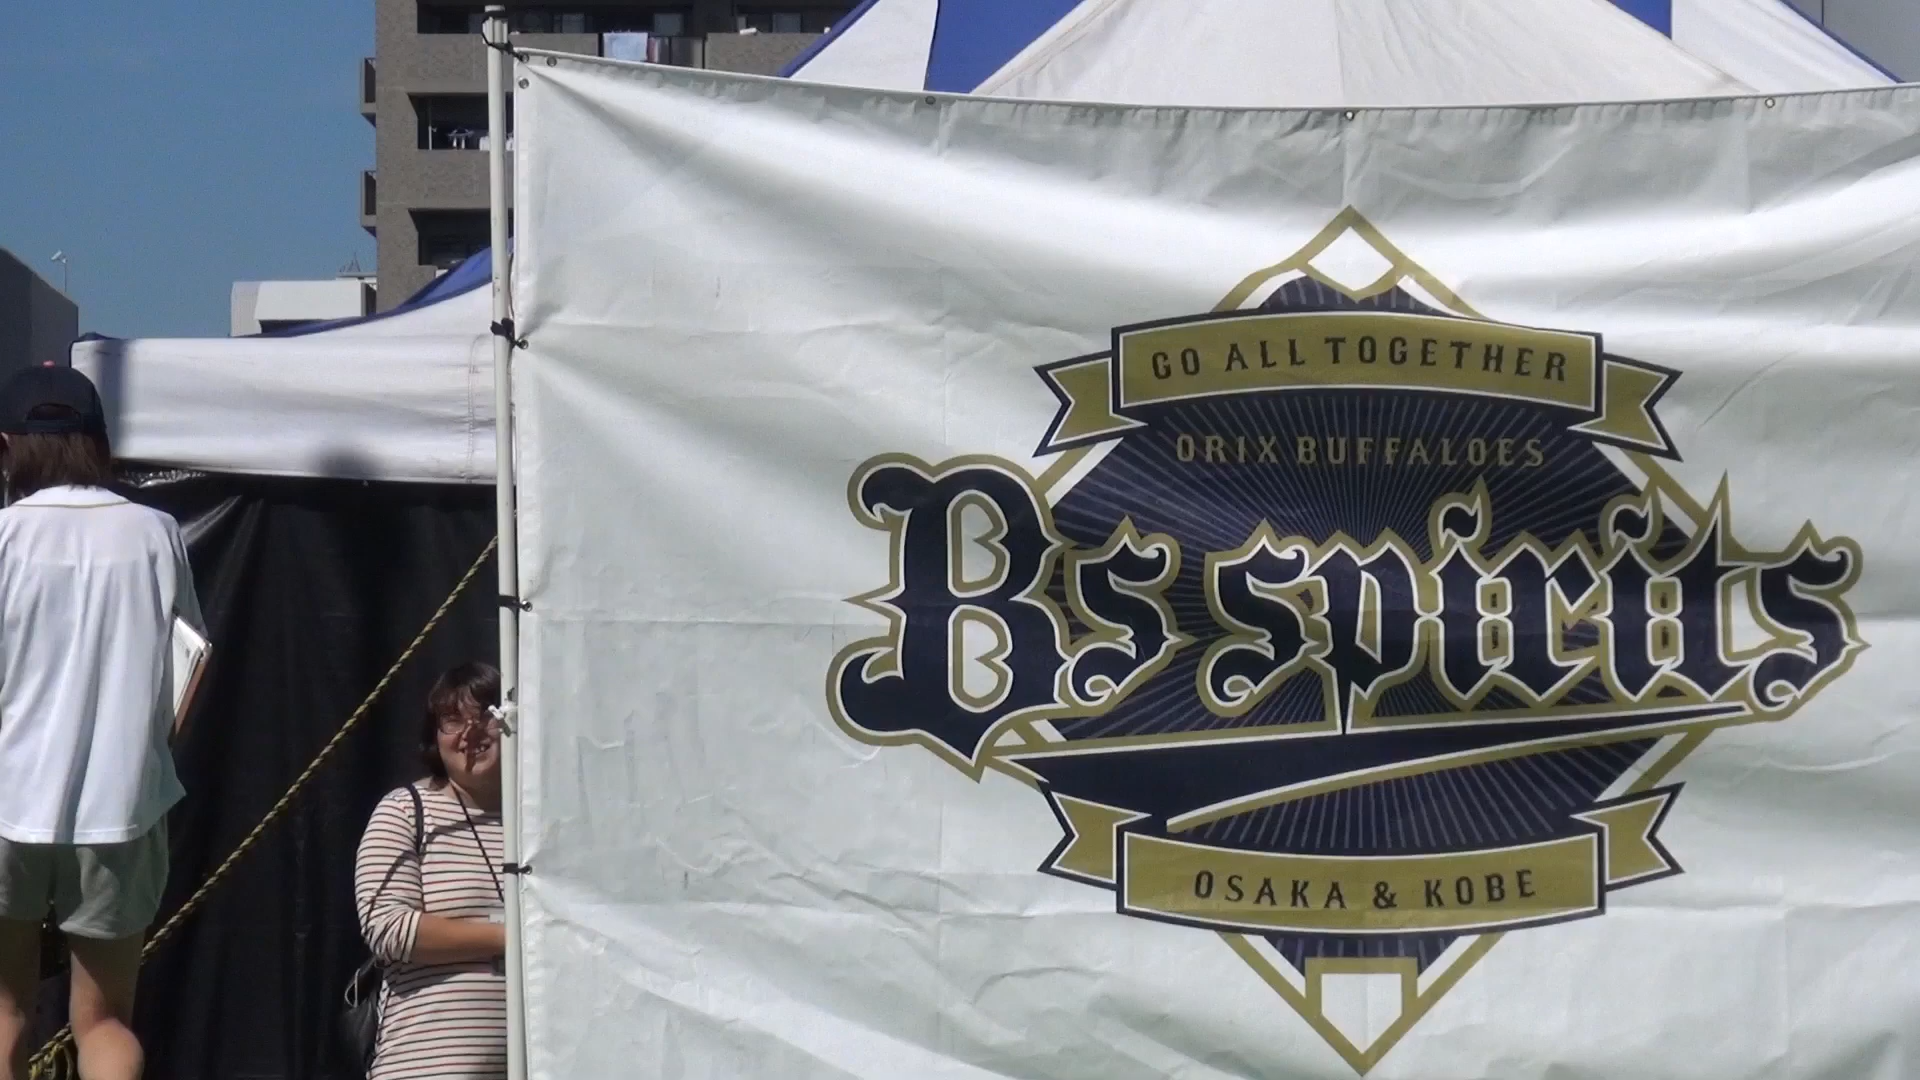 GO ALL TOGETHER
ORIX BUFFALOES
Bs spirits
OSAKA & KOBE